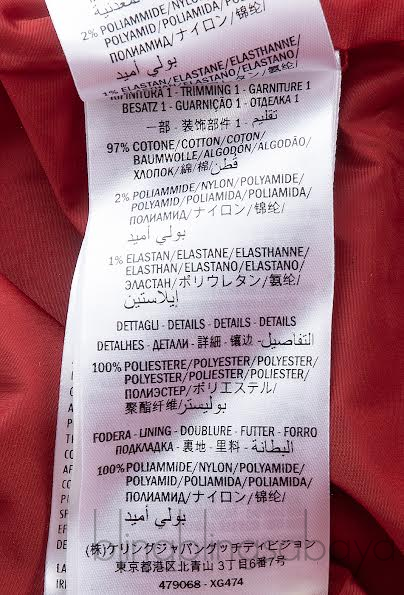 معدنية
2% POLIAMMIDE/NYLON/POLYAMIDE/
POLYAMID/POLIAMIDA/POLIAMIDA/
ПОЛИАМИД/ナイロン/锦纶/
بولي أميد
1% ELASTAN/ELASTANE/ELASTHANNE/
RIFINITURA 1 - TRIMMING 1 - GARNITURE 1
BESATZ 1 - GUARNIÇÃO 1 - ОТДЕЛКА 1
一部 - 装饰部件 1 - تقليم 1
97% COTONE/COTTON/COTON/
BAUMWOLLE/ALGODÓN/ALGODÃO/
ХЛОПОК/綿/棉/قطن
2% POLIAMMIDE/NYLON/POLYAMIDE/
POLYAMID/POLIAMIDA/POLIAMIDA/
ПОЛИАМИД/ナイロン/锦纶/
بولي أميد
1% ELASTAN/ELASTANE/ELASTHANNE/
ELASTHAN/ELASTANO/ELASTANO/
ЭЛАСТАН/ポリウレタン/氨纶/
إيلاستين
DETTAGLI - DETAILS - DETAILS - DETAILS
DETALHES - ДЕТАЛИ - 詳細 - 镶边 - التفاصيل
100% POLIESTERE/POLYESTER/POLYESTER/
POLYESTER/POLIESTER/POLIESTER/
ПОЛИЭСТЕР/ポリエステル/
聚酯纤维/بوليستر
FODERA - LINING - DOUBLURE - FUTTER - FORRO
ПОДКЛАДКА - 裏地 - 里料 - البطانة
100% POLIAMMIDE/NYLON/POLYAMIDE/
POLYAMID/POLIAMIDA/POLIAMIDA/
ПОЛИАМИД/ナイロン/锦纶/
بولي أميد
blingblingsubaya
(株)ケリングジャパングッチディビジョン
東京都港区北青山 3丁目6番7号
479068 - XG474